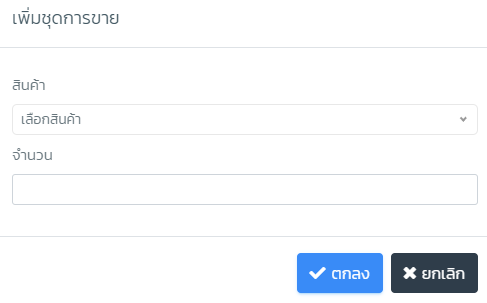 เพิ่มชุดการขาย
สินค้า
เลือกสินค้า
จำนวน
ตกลง ยกเลิก